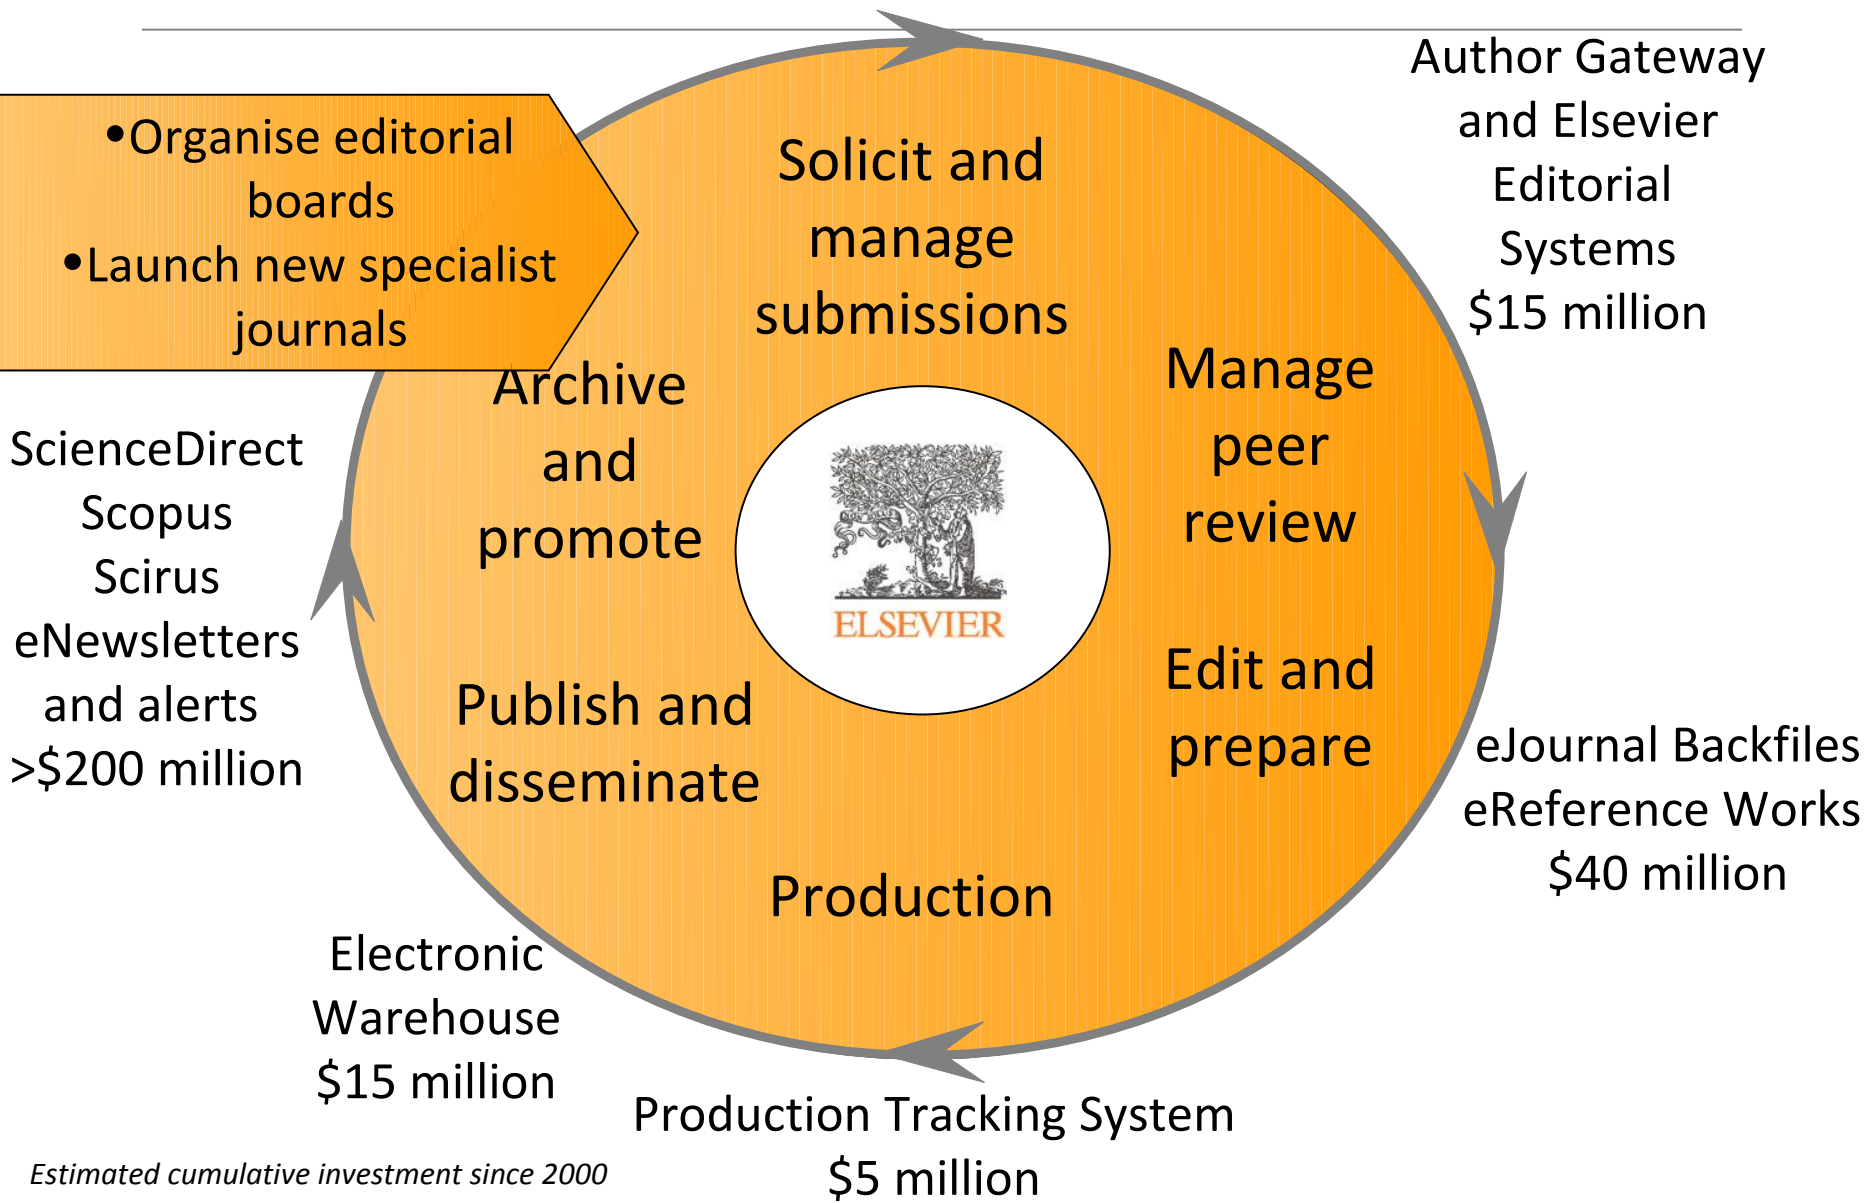 •Organise editorial
boards
•Launch new specialist
journals
Solicit and
manage
submissions
Author Gateway
and Elsevier
Editorial
Systems
$15 million
Manage
peer
review
Edit and
prepare
eJournal Backfiles
eReference Works
$40 million
Production
Production Tracking System
$5 million
Publish and
disseminate
Electronic
Warehouse
$15 million
Archive
and
promote
ScienceDirect
Scopus
Scirus
eNewsletters
and alerts
>$200 million
ELSEVIER
Estimated cumulative investment since 2000